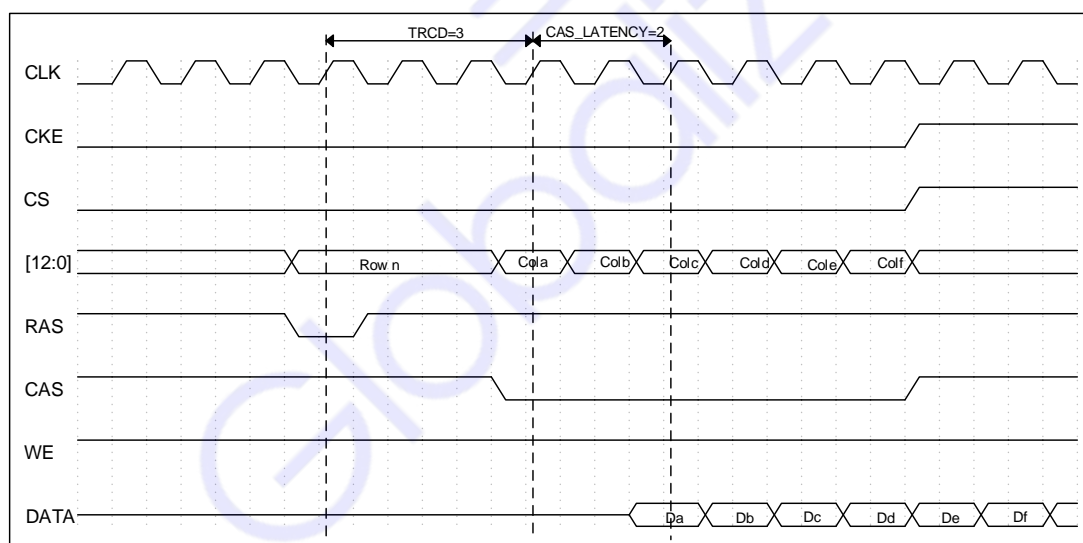 TRCD=3 CAS_LATENCY=2
CLK
CKE
CS
[12:0] Row n Cola Colb Colc Cold Cole Colf
RAS
CAS
WE
DATA Da Db Dc Dd De Df